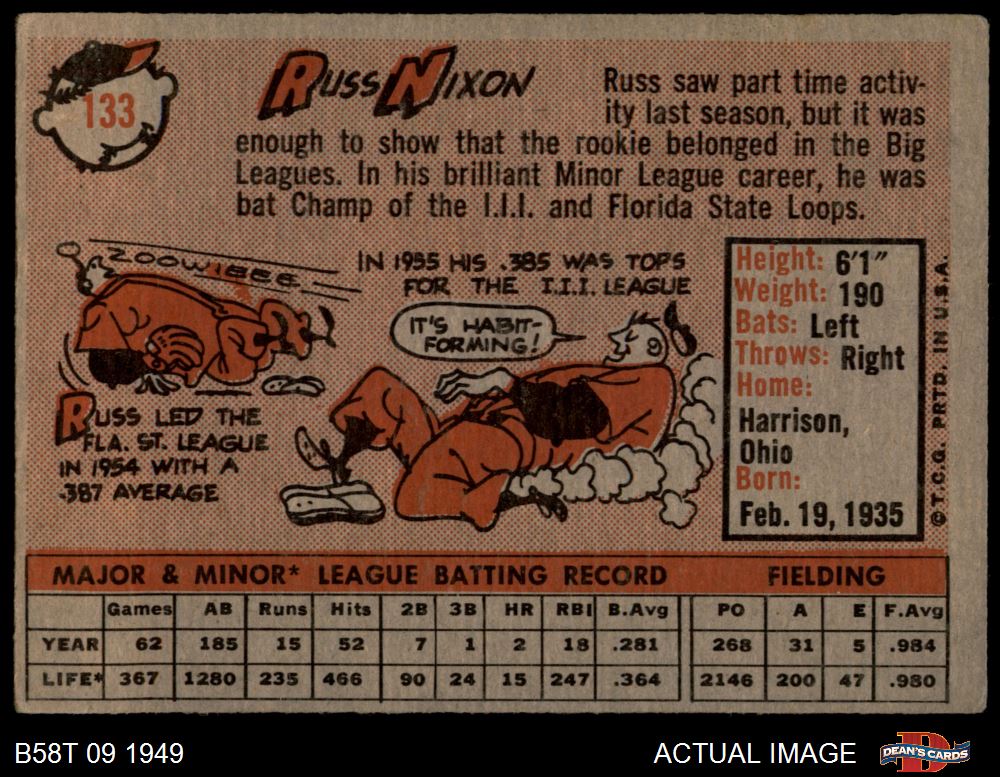 133
RUSS NIXON
Russ saw part time activ-
ity last season, but it was
enough to show that the rookie belonged in the Big
Leagues. In his brilliant Minor League career, he was
bat Champ of the I.I.I. and Florida State Loops.
ZOOWIEEE
IN 1955 HIS .385 WAS TOPS
FOR THE I.I.I. LEAGUE
IT'S HABIT-
FORMING!
RUSS LED THE
FLA. ST. LEAGUE
IN 1954 WITH A
.387 AVERAGE
Height: 6'1"
Weight: 190
Bats: Left
Throws: Right
Home:
Harrison,
Ohio
Born:
Feb. 19, 1935
© T.C.G. PRTD. IN U.S.A.
MAJOR & MINOR* LEAGUE BATTING RECORD FIELDING
Games AB Runs Hits 2B 3B HR RBI B.Avg PO A E F.Avg
YEAR 62 185 15 52 7 1 2 18 .281 268 31 5 .984
LIFE* 367 1280 235 466 90 24 15 247 .364 2146 200 47 .980
B58T 09 1949 ACTUAL IMAGE DEAN'S CARDS